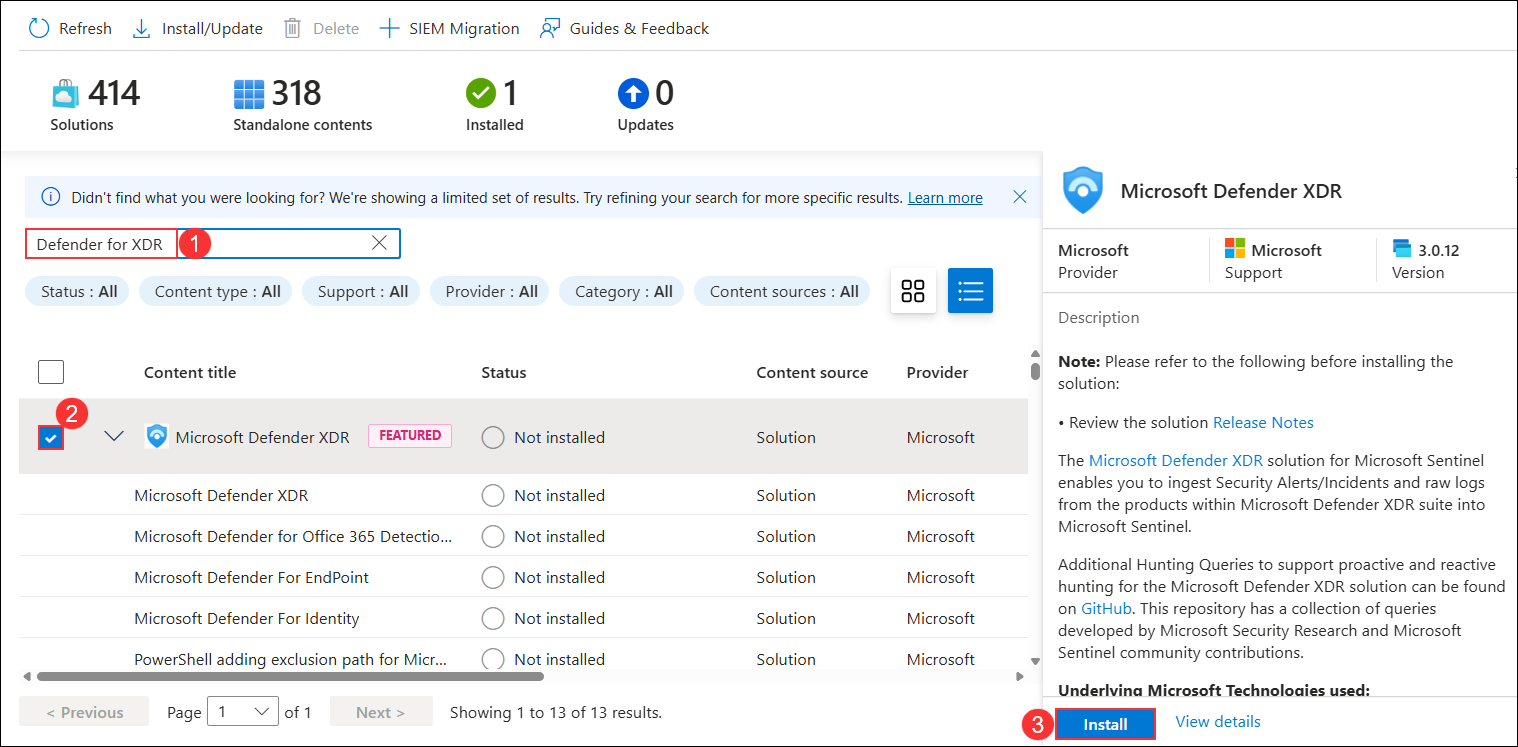 Refresh Install/Update Delete SIEM Migration Guides & Feedback
414 318 1 0
Solutions Standalone contents Installed Updates
Didn't find what you were looking for? We're showing a limited set of results. Try refining your search for more specific results. Learn more
Defender for XDR 1
Status : All Content type : All Support : All Provider : All Category : All Content sources : All
Content title Status Content source Provider
2
Microsoft Defender XDR FEATURED Not installed Solution Microsoft
Microsoft Defender XDR Not installed Solution Microsoft
Microsoft Defender for Office 365 Detectio... Not installed Solution Microsoft
Microsoft Defender For EndPoint Not installed Solution Microsoft
Microsoft Defender For Identity Not installed Solution Microsoft
PowerShell adding exclusion path for Micr... Not installed Solution Microsoft
< Previous Page 1 of 1 Next > Showing 1 to 13 of 13 results.
Microsoft Defender XDR
Microsoft Microsoft 3.0.12
Provider Support Version
Description
Note: Please refer to the following before installing the
solution:
• Review the solution Release Notes
The Microsoft Defender XDR solution for Microsoft Sentinel
enables you to ingest Security Alerts/Incidents and raw logs
from the products within Microsoft Defender XDR suite into
Microsoft Sentinel.
Additional Hunting Queries to support proactive and reactive
hunting for the Microsoft Defender XDR solution can be found
on GitHub. This repository has a collection of queries
developed by Microsoft Security Research and Microsoft
Sentinel community contributions.
Underlying Microsoft Technologies used:
3 Install View details